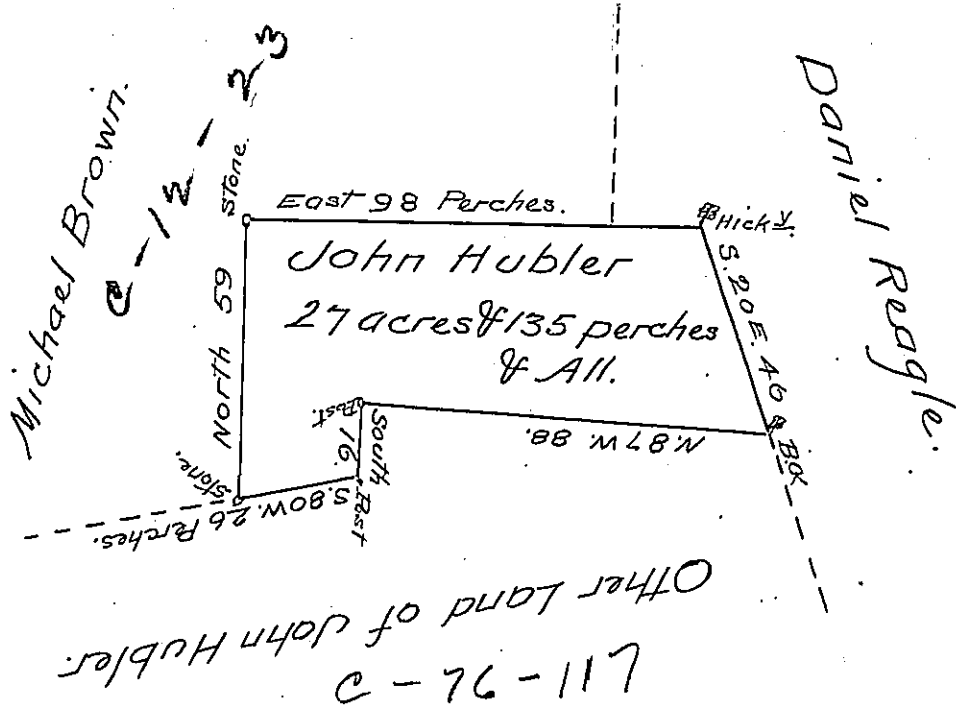 Michael Brown.
C-12-23
Stone.
East 98 Perches.
Hick y.
Daniel Reagle.
John Hubler
27 acres & 135 perches
& All.
North 59
S. 20 E. 46
B.O.
N. 87 W. 88.
Post.
South 16.
Post
S. 80 W. 26 Perches.
Stone.
Other Land of John Hubler.
C-76-117